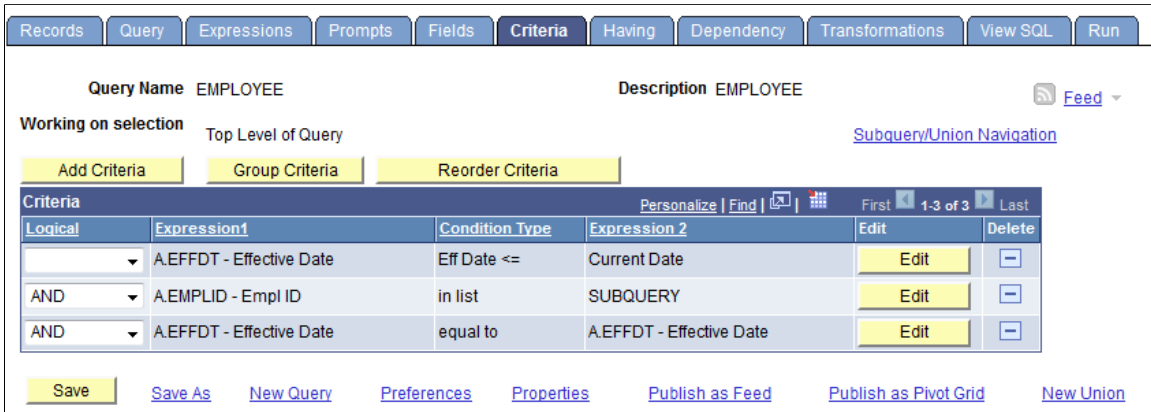 Records Query Expressions Prompts Fields Criteria Having Dependency Transformations View SQL Run
Query Name EMPLOYEE Description EMPLOYEE
Feed
Working on selection Top Level of Query Subquery/Union Navigation
Add Criteria Group Criteria Reorder Criteria
Criteria Personalize | Find | | First 1-3 of 3 Last
Logical Expression1 Condition Type Expression 2 Edit Delete
A.EFFDT - Effective Date Eff Date <= Current Date Edit
AND A.EMPLID - Empl ID in list SUBQUERY Edit
AND A.EFFDT - Effective Date equal to A.EFFDT - Effective Date Edit
Save Save As New Query Preferences Properties Publish as Feed Publish as Pivot Grid New Union